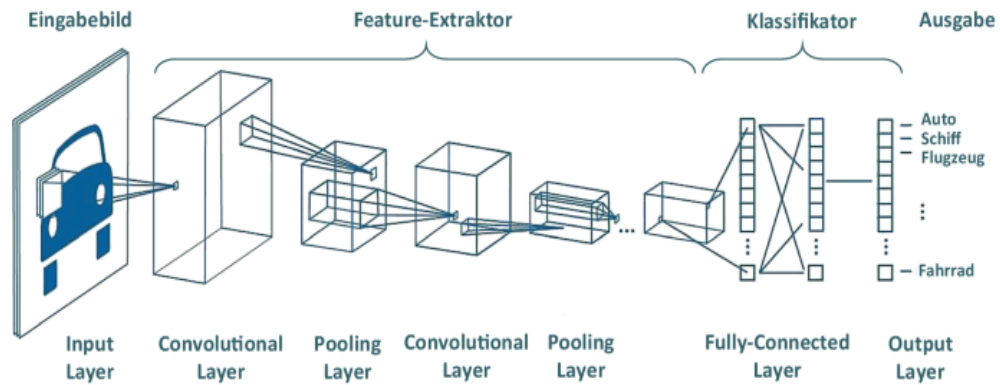 Eingabebild
Feature-Extraktor
Klassifikator
Ausgabe
Auto
Schiff
Flugzeug
Fahrrad
Input
Layer
Convolutional
Layer
Pooling
Layer
Convolutional
Layer
Pooling
Layer
Fully-Connected
Layer
Output
Layer